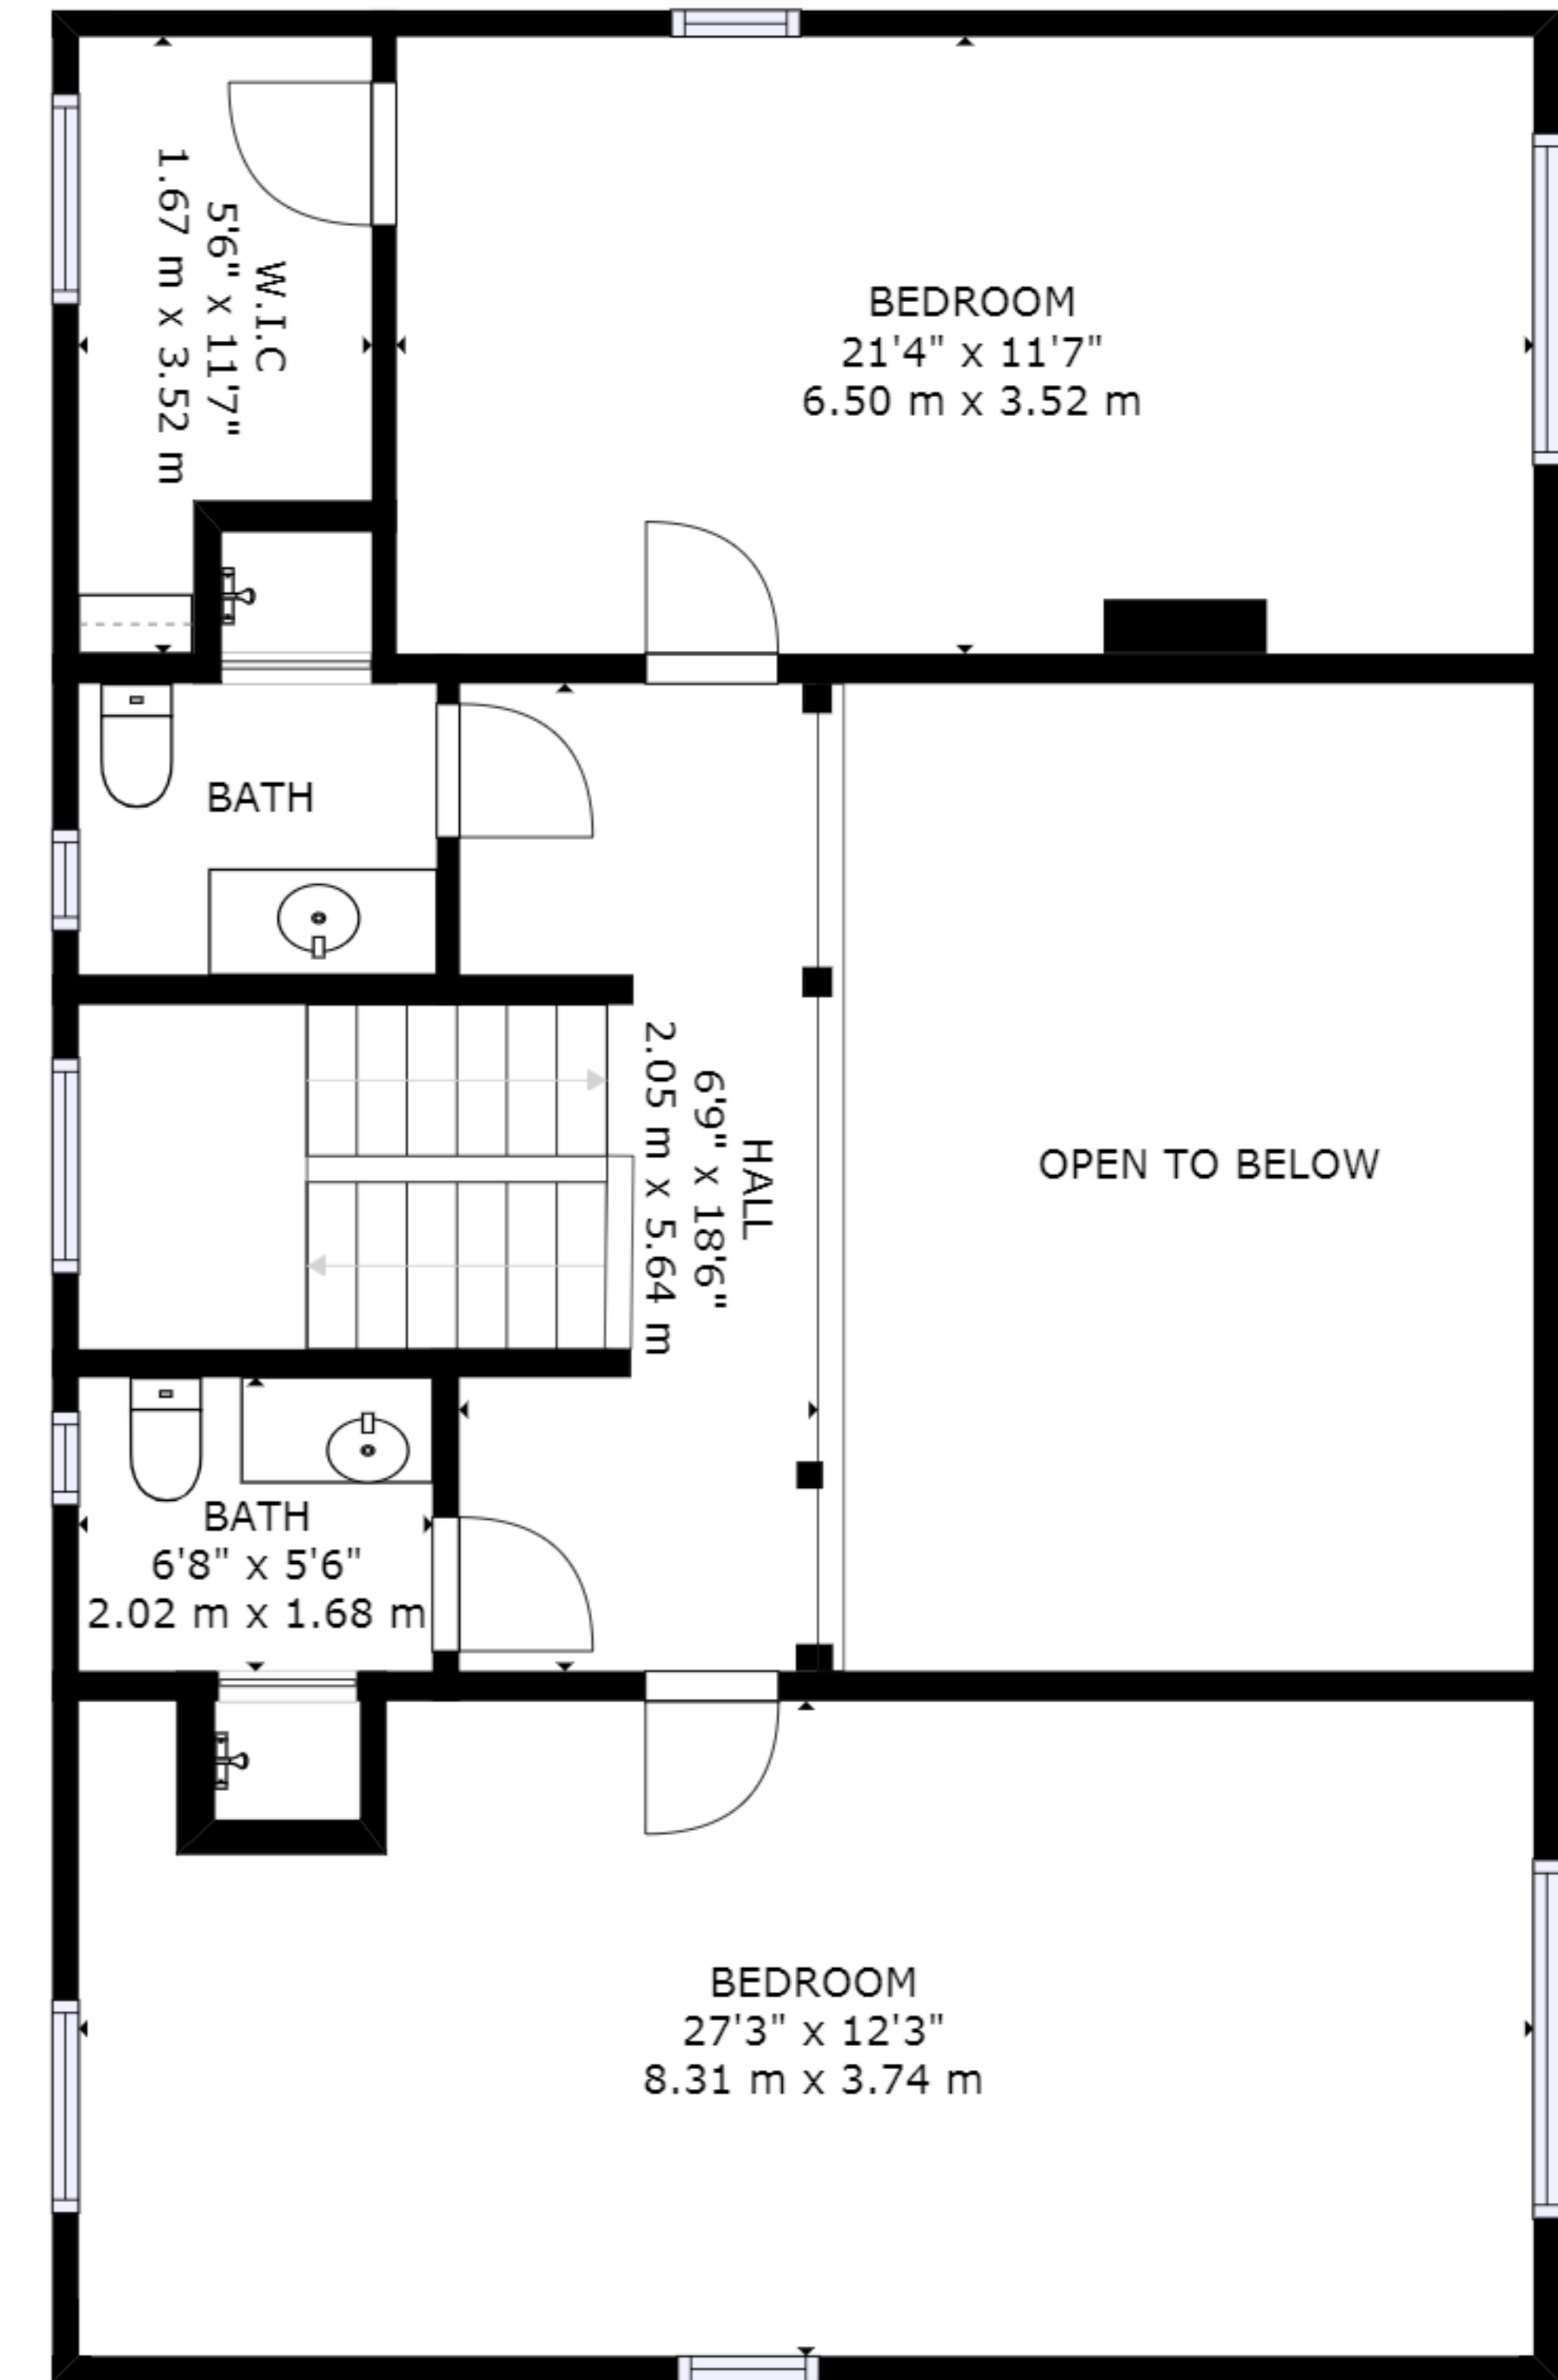 W.I.C
5'6" x 11'7"
1.67 m x 3.52 m
BEDROOM
21'4" x 11'7"
6.50 m x 3.52 m
BATH
HALL
6'9" x 18'6"
2.05 m x 5.64 m
OPEN TO BELOW
BATH
6'8" x 5'6"
2.02 m x 1.68 m
BEDROOM
27'3" x 12'3"
8.31 m x 3.74 m